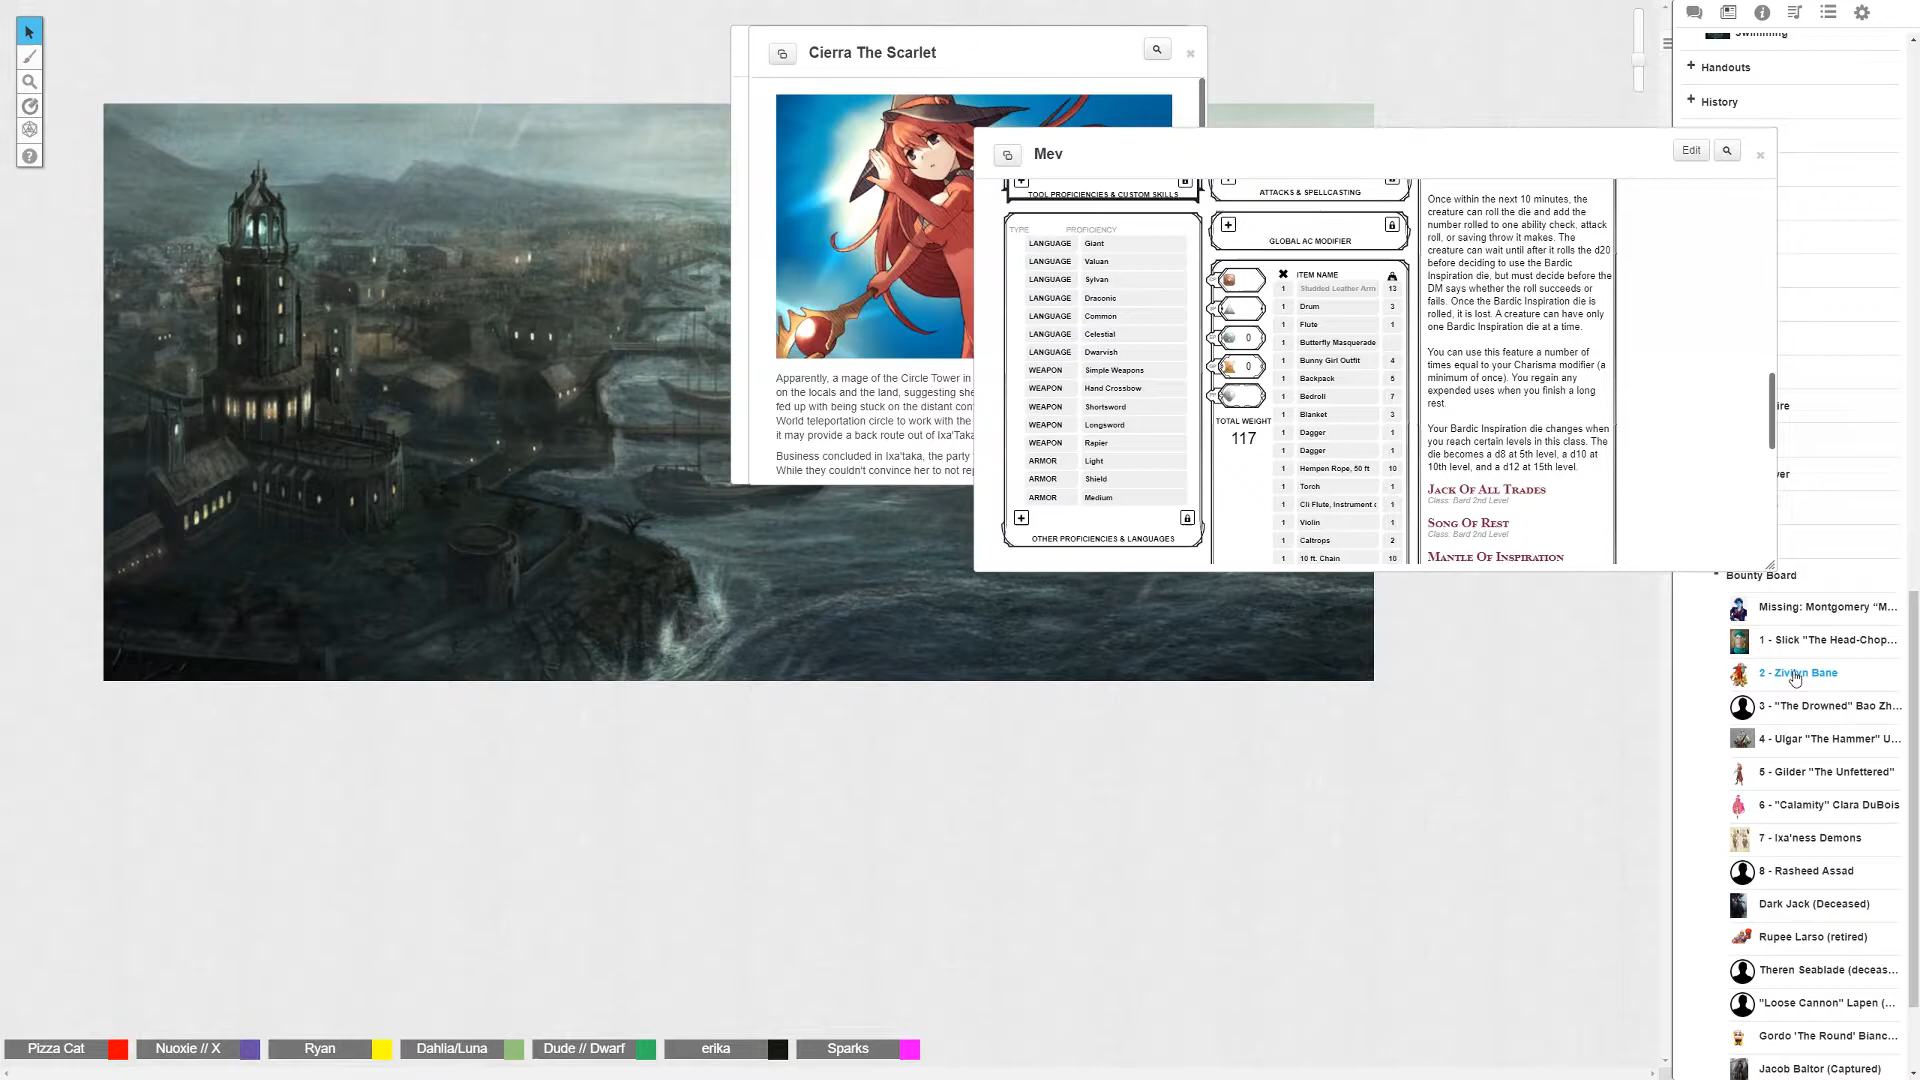 Swimming
Handouts
History
Cierra The Scarlet
Apparently, a mage of the Circle Tower in
on the locals and the land, suggesting she
fed up with being stuck on the distant con
World teleportation circle to work with the
it may provide a back route out of Ixa'Taka
Business concluded in Ixa'taka, the party
While they couldn't convince her to not rep
Mev
Edit
TOOL PROFICIENCIES & CUSTOM SKILLS
TYPE PROFICIENCY
LANGUAGE Giant
LANGUAGE Valuan
LANGUAGE Sylvan
LANGUAGE Draconic
LANGUAGE Common
LANGUAGE Celestial
LANGUAGE Dwarvish
WEAPON Simple Weapons
WEAPON Hand Crossbow
WEAPON Shortsword
WEAPON Longsword
WEAPON Rapier
ARMOR Light
ARMOR Shield
ARMOR Medium
OTHER PROFICIENCIES & LANGUAGES
ATTACKS & SPELLCASTING
GLOBAL AC MODIFIER
0
0
TOTAL WEIGHT
117
ITEM NAME
1 Studded Leather Arm 13
1 Drum 3
1 Flute 1
1 Butterfly Masquerade
1 Bunny Girl Outfit 4
1 Backpack 5
1 Bedroll 7
1 Blanket 3
1 Dagger 1
1 Dagger 1
1 Hempen Rope, 50 ft 10
1 Torch 1
1 Cli Flute, Instrument 1
1 Violin 1
1 Caltrops 2
1 10 ft. Chain 10
Once within the next 10 minutes, the
creature can roll the die and add the
number rolled to one ability check, attack
roll, or saving throw it makes. The
creature can wait until after it rolls the d20
before deciding to use the Bardic
Inspiration die, but must decide before the
DM says whether the roll succeeds or
fails. Once the Bardic Inspiration die is
rolled, it is lost. A creature can have only
one Bardic Inspiration die at a time.
You can use this feature a number of
times equal to your Charisma modifier (a
minimum of once). You regain any
expended uses when you finish a long
rest.
Your Bardic Inspiration die changes when
you reach certain levels in this class. The
die becomes a d8 at 5th level, a d10 at
10th level, and a d12 at 15th level.
JACK OF ALL TRADES
Class: Bard 2nd Level
SONG OF REST
Class: Bard 2nd Level
MANTLE OF INSPIRATION
ire
ver
Bounty Board
Missing: Montgomery “M...
1 - Slick "The Head-Chop...
2 - Zivilyn Bane
3 - "The Drowned" Bao Zh...
4 - Ulgar "The Hammer" U...
5 - Gilder "The Unfettered"
6 - "Calamity" Clara DuBois
7 - Ixa'ness Demons
8 - Rasheed Assad
Dark Jack (Deceased)
Rupee Larso (retired)
Theren Seablade (deceas...
"Loose Cannon" Lapen (...
Gordo 'The Round' Bianc...
Jacob Baltor (Captured)
Pizza Cat
Nuoxie // X
Ryan
Dahlia/Luna
Dude // Dwarf
erika
Sparks